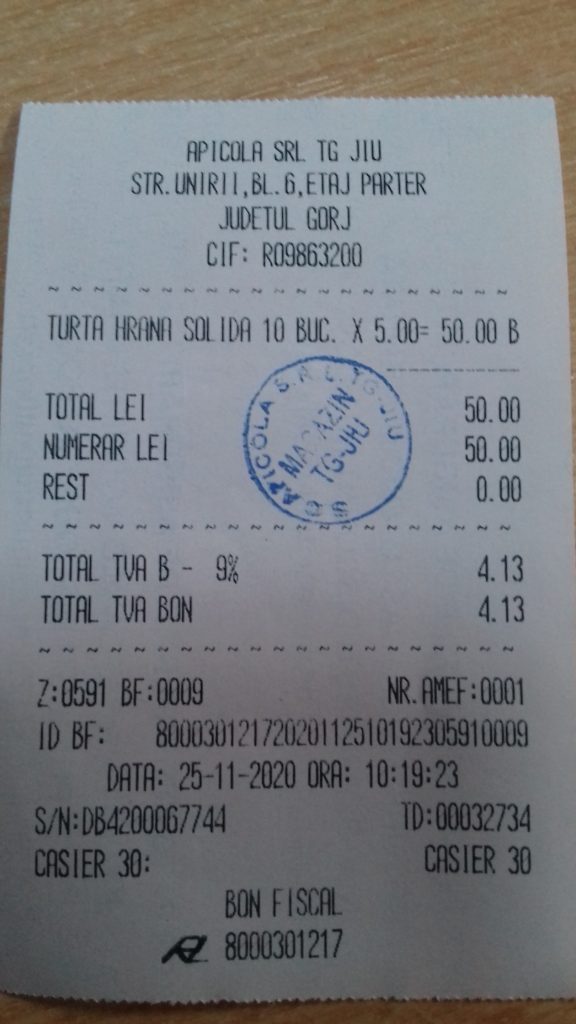 APICOLA SRL TG JIU
STR.UNIRII,BL.6,ETAJ PARTER
JUDETUL GORJ
CIF: RO9863200
~ ~ ~ ~ ~ ~ ~ ~ ~ ~ ~ ~ ~ ~ ~ ~ ~ ~ ~ ~
TURTA HRANA SOLIDA 10 BUC. X 5.00= 50.00 B
TOTAL LEI 50.00
NUMERAR LEI 50.00
REST 0.00
APICOLA S.R.L. TG-JIU
MAGAZIN
TG-JIU
~ ~ ~ ~ ~ ~ ~ ~ ~ ~ ~ ~ ~ ~ ~ ~ ~ ~ ~ ~
TOTAL TVA B - 9% 4.13
TOTAL TVA BON 4.13
~ ~ ~ ~ ~ ~ ~ ~ ~ ~ ~ ~ ~ ~ ~ ~ ~ ~ ~ ~
Z:0591 BF:0009 NR.AMEF:0001
ID BF: 80003012172020112510192305910009
DATA: 25-11-2020 ORA: 10:19:23
S/N:DB4200067744 TD:00032734
CASIER 30: CASIER 30
BON FISCAL
8000301217